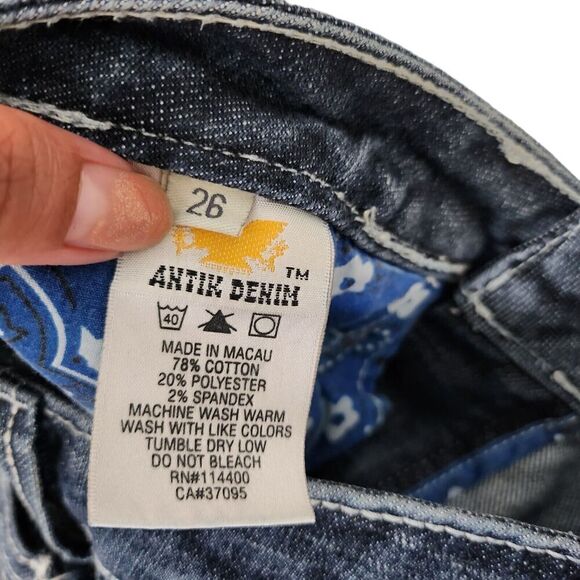 26
ANTIK DENIM ™
40
MADE IN MACAU
78% COTTON
20% POLYESTER
2% SPANDEX
MACHINE WASH WARM
WASH WITH LIKE COLORS
TUMBLE DRY LOW
DO NOT BLEACH
RN#114400
CA#37095